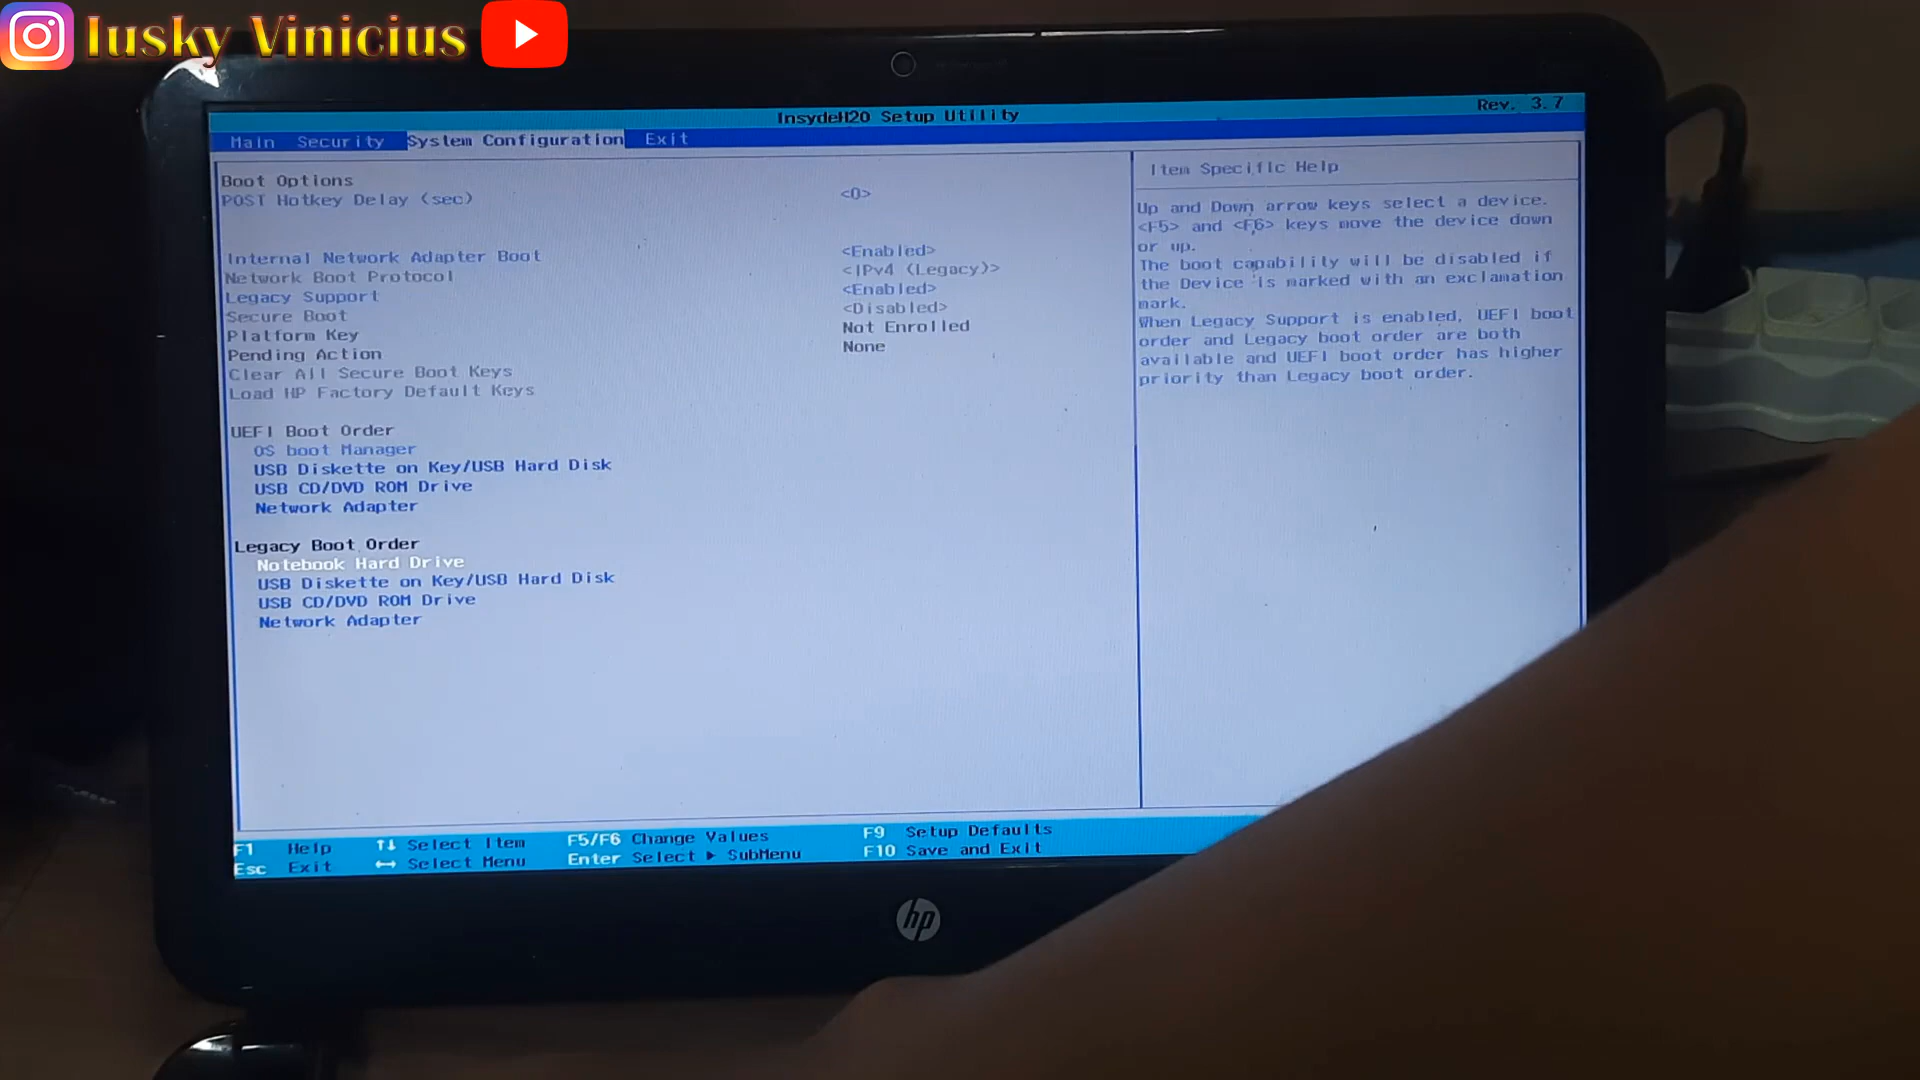 Iusky Vinicius
InsydeH20 Setup Utility
Rev. 3.7
Main Security System Configuration Exit
Boot Options
POST Hotkey Delay (sec) <0>
Internal Network Adapter Boot <Enabled>
Network Boot Protocol <IPv4 (Legacy)>
Legacy Support <Enabled>
Secure Boot <Disabled>
Platform Key Not Enrolled
Pending Action None
Clear All Secure Boot Keys
Load HP Factory Default Keys
UEFI Boot Order
OS boot Manager
USB Diskette on Key/USB Hard Disk
USB CD/DVD ROM Drive
Network Adapter
Legacy Boot Order
Notebook Hard Drive
USB Diskette on Key/USB Hard Disk
USB CD/DVD ROM Drive
Network Adapter
Item Specific Help
Up and Down arrow keys select a device.
<F5> and <F6> keys move the device down
or up.
The boot capability will be disabled if
the Device is marked with an exclamation
mark.
When Legacy Support is enabled, UEFI boot
order and Legacy boot order are both
available and UEFI boot order has higher
priority than Legacy boot order.
F1 Help ↑↓ Select Item F5/F6 Change Values F9 Setup Defaults
Esc Exit ↔ Select Menu Enter Select ▶ SubMenu F10 Save and Exit
hp